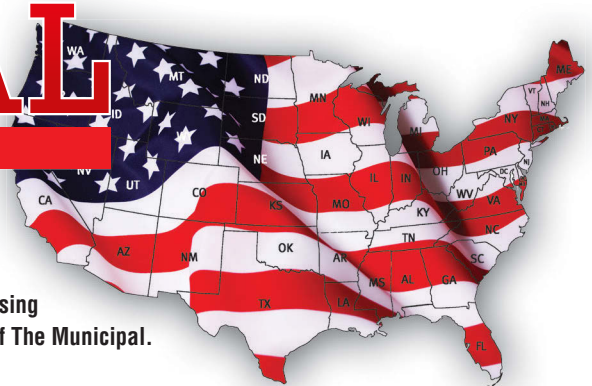 AL
WA
MT
ND
MN
ME
VT
NH
ID
SD
WI
MI
NY
NE
IA
PA
NJ
NV
UT
CO
IL
IN
OH
DC
CA
KS
MO
WV
VA
KY
AZ
NM
OK
AR
TN
NC
SC
MS
AL
GA
TX
LA
FL
sing
f The Municipal.